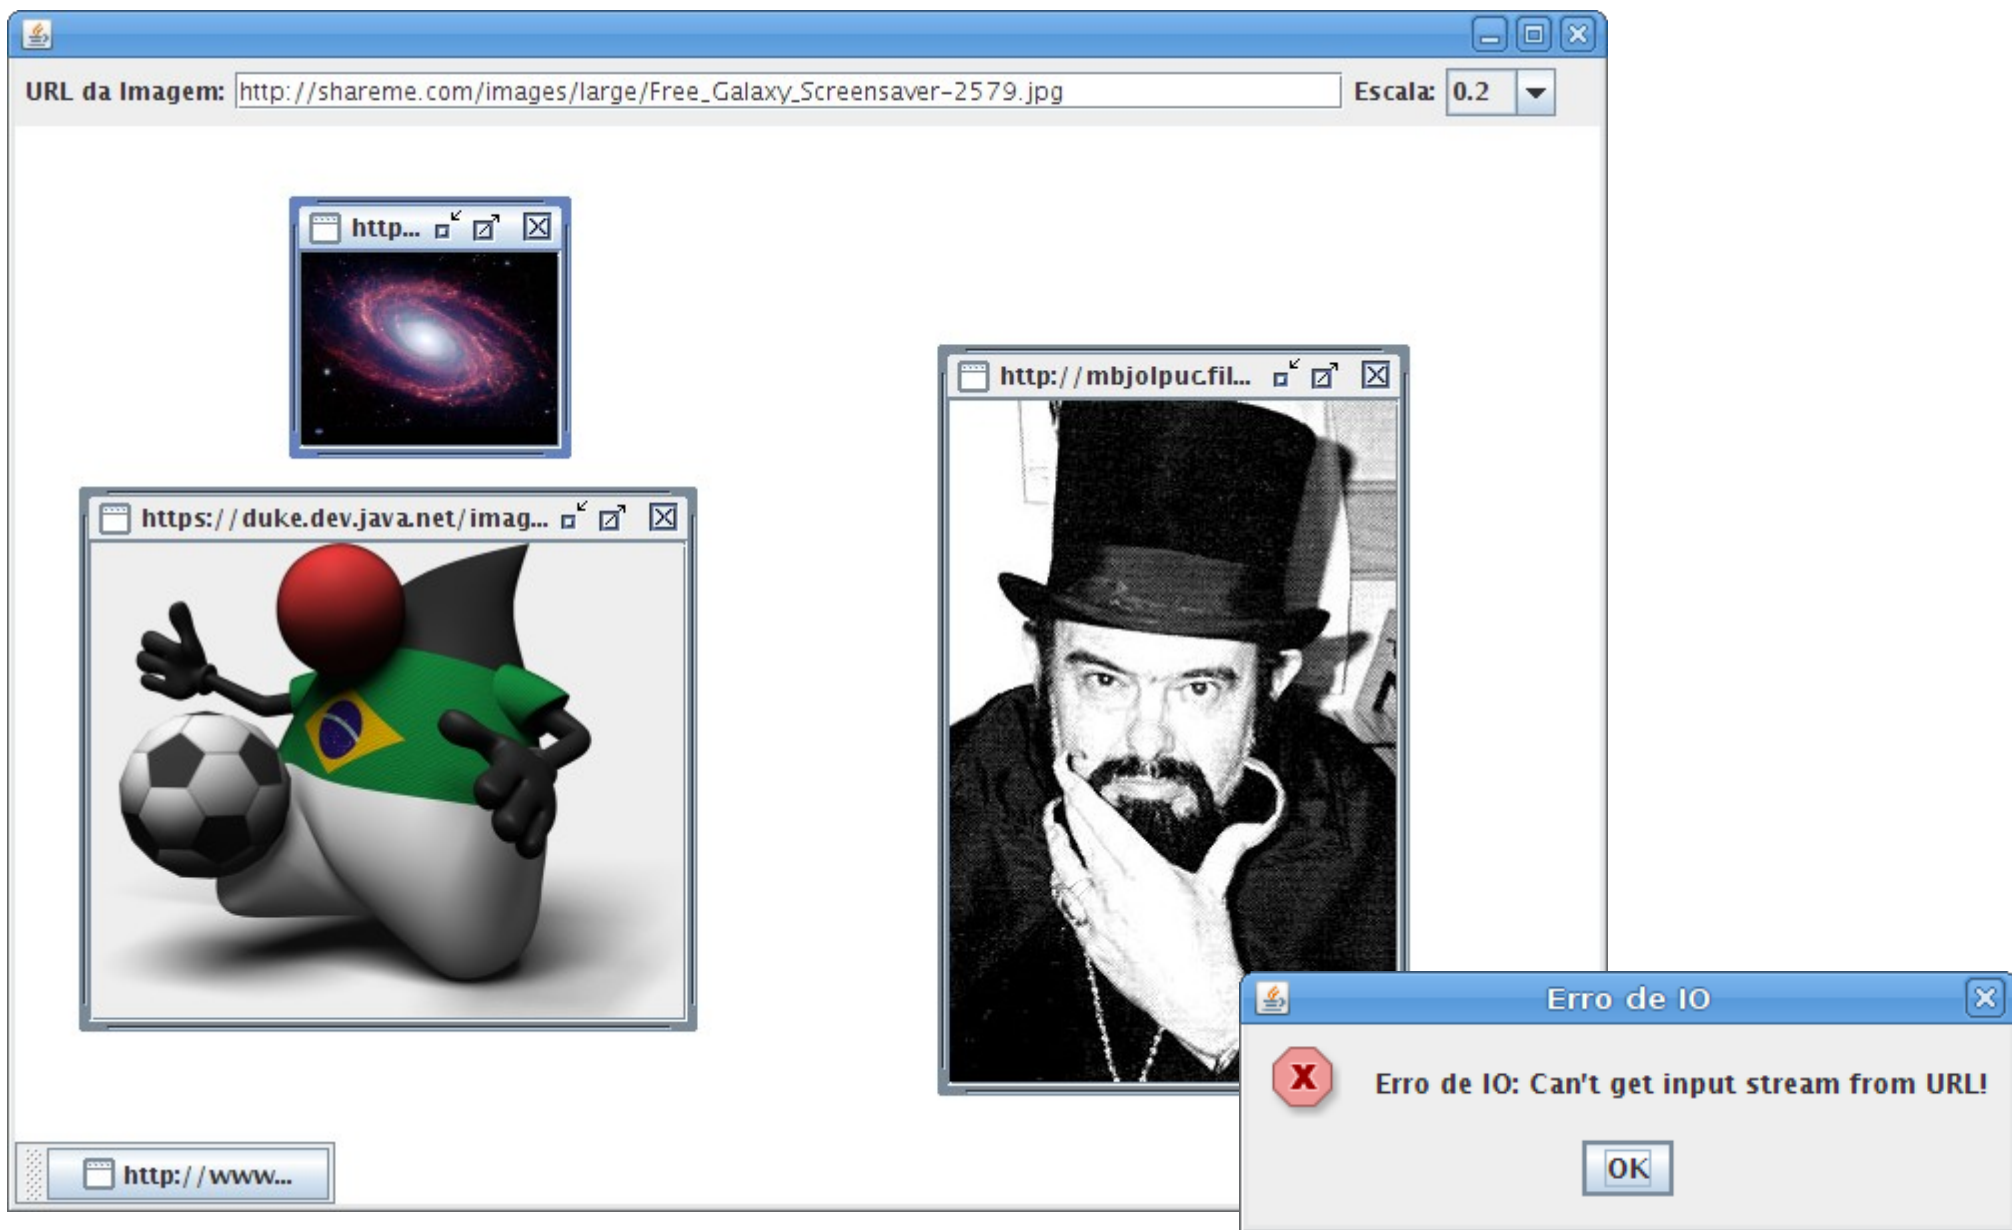 URL da Imagem: http://shareme.com/images/large/Free_Galaxy_Screensaver-2579.jpg Escala: 0.2
http...
http://mbjolpuc.fil...
https://duke.dev.java.net/imag...
Erro de IO
Erro de IO: Can't get input stream from URL!
OK
http://www...